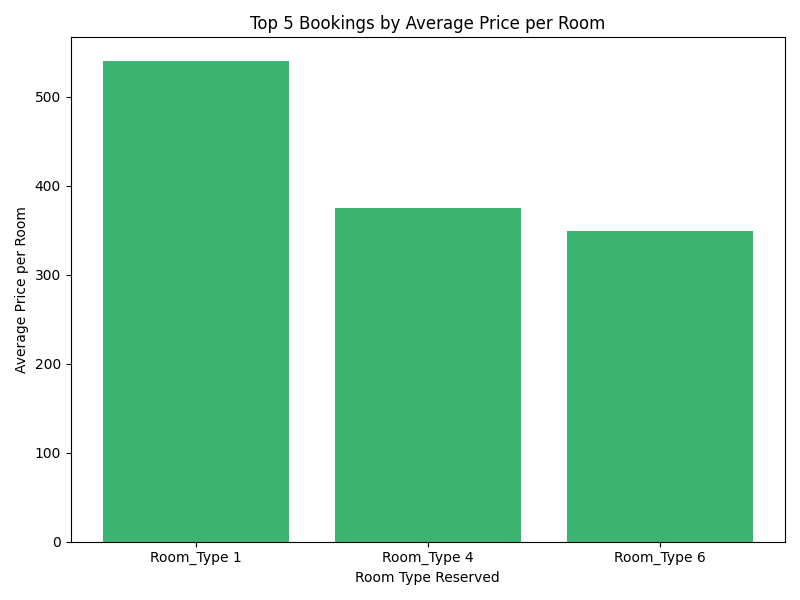 Top 5 Bookings by Average Price per Room
500
400
300
200
100
0
Average Price per Room
Room_Type 1
Room_Type 4
Room_Type 6
Room Type Reserved